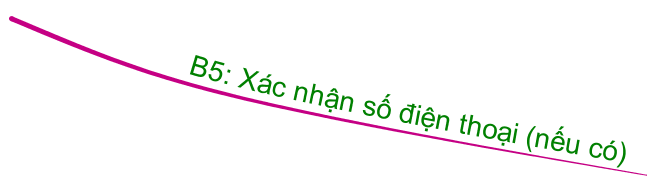 B5: Xác nhận số điện thoại (nếu có)